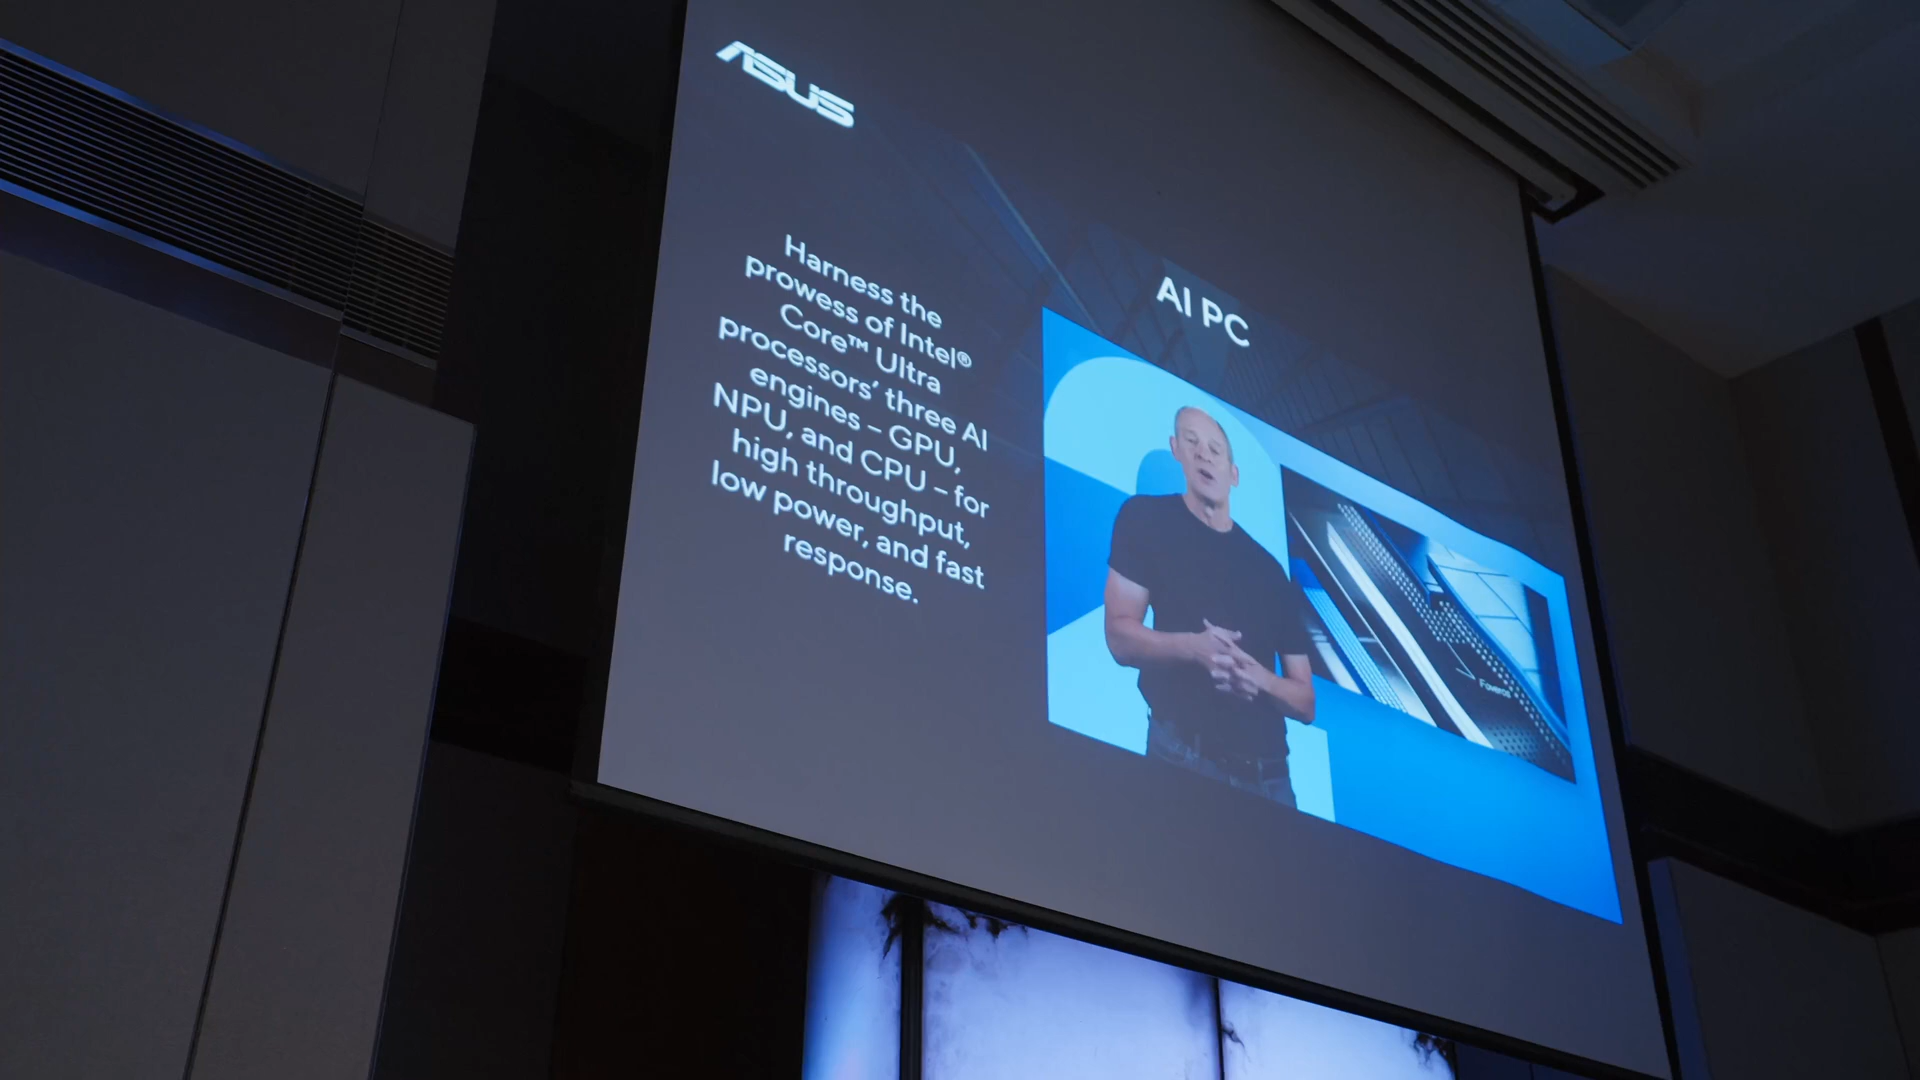 ASUS
Harness the
prowess of Intel®
Core™ Ultra
processors’ three AI
engines – GPU,
NPU, and CPU – for
high throughput,
low power, and fast
response.
AI PC
Foveros